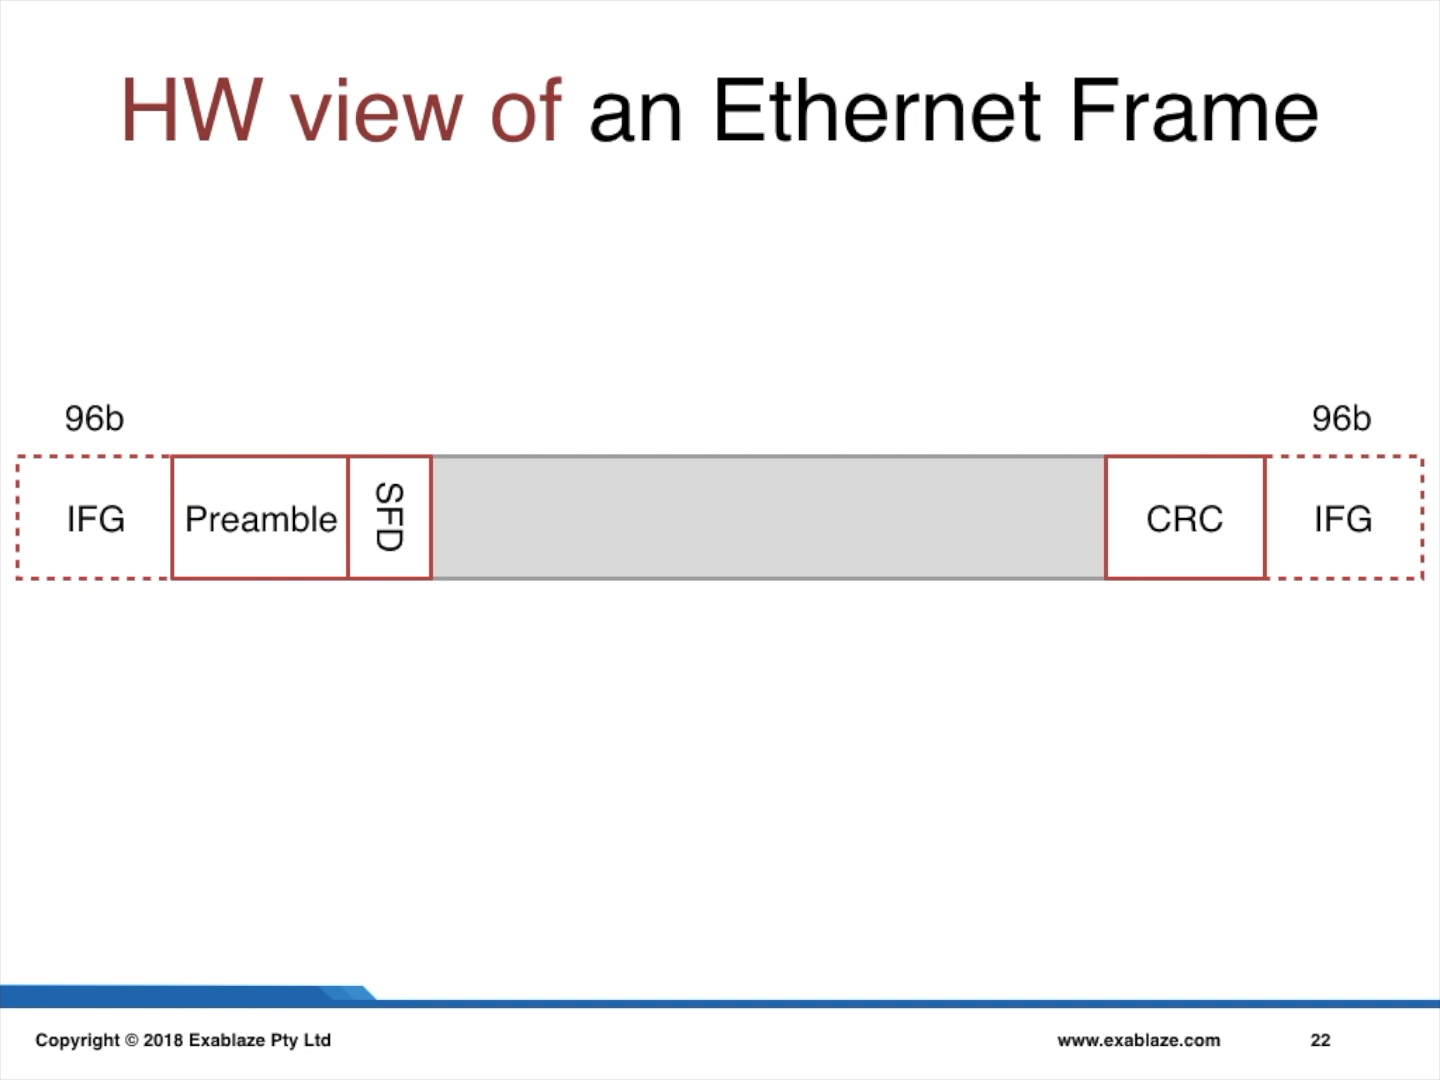 HW view of an Ethernet Frame
96b 96b
IFG Preamble SFD CRC IFG
Copyright © 2018 Exablaze Pty Ltd www.exablaze.com 22